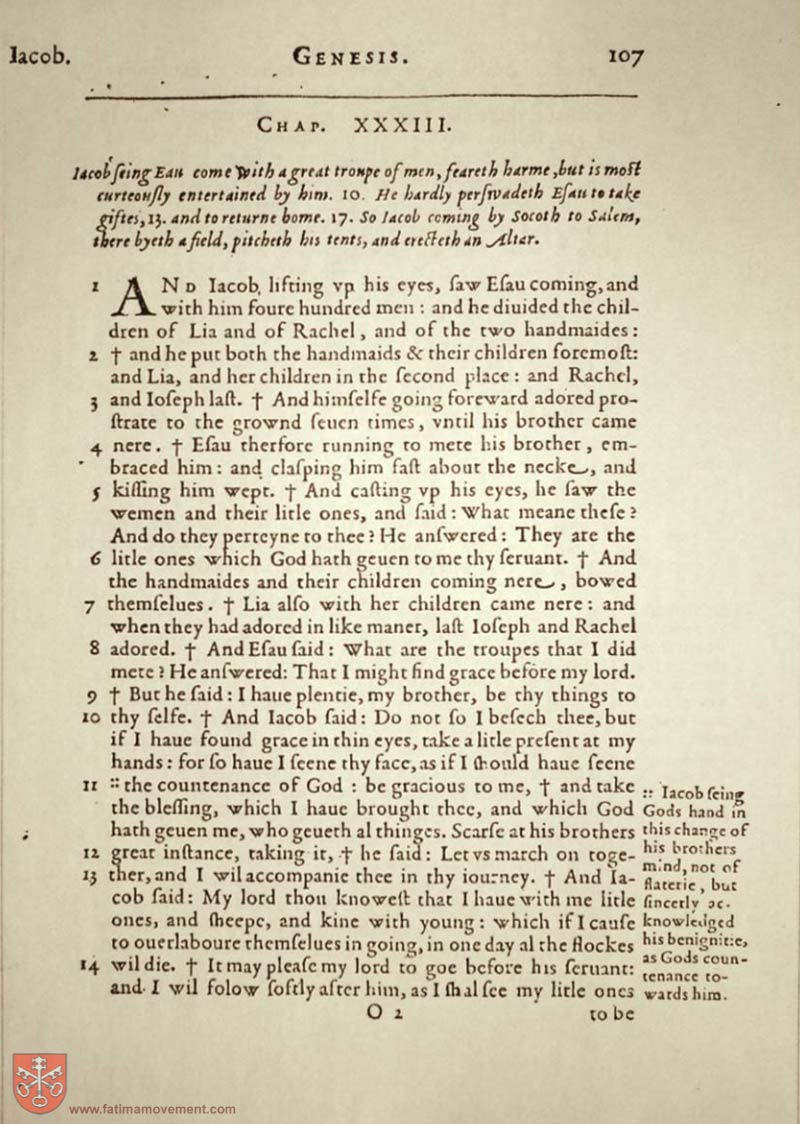 Iacob. GENESIS. 107
CHAP. XXXIII.
Iacob ſeing Eau come with a great troupe of men, feareth harme, but is moſt
curteouſly entertained by him. 10. He hardly perſwadeth Eſau to take
giftes, 13. and to returne home. 17. So Iacob coming by Socoth to Salem,
there byeth a field, pitcheth his tents, and erecteth an Altar.
1 AND Iacob, lifting vp his eyes, ſaw Eſau coming, and
with him foure hundred men : and he diuided the chil-
dren of Lia and of Rachel, and of the two handmaides :
2 † and he put both the handmaids & their children foremoſt:
and Lia, and her children in the ſecond place : and Rachel,
3 and Ioſeph laſt. † And himſelfe going foreward adored pro-
ſtrate to the grownd ſeuen times, vntil his brother came
4 nere. † Eſau therfore running to mete his brother, em-
braced him : and claſping him faſt about the necke, and
5 kiſſing him wept. † And caſting vp his eyes, he ſaw the
wemen and their litle ones, and ſaid : What meane theſe?
And do they perteyne to thee? He anſwered : They are the
6 litle ones which God hath geuen to me thy ſeruant. † And
the handmaides and their children coming nere, bowed
7 themſelues. † Lia alſo with her children came nere : and
when they had adored in like maner, laſt Ioſeph and Rachel
8 adored. † And Eſau ſaid : What are the troupes that I did
mete? He anſwered: That I might find grace before my lord.
9 † But he ſaid : I haue plentie, my brother, be thy things to
10 thy ſelfe. † And Iacob ſaid : Do not ſo I beſech thee, but
if I haue found grace in thin eyes, take a litle preſent at my
hands : for ſo haue I ſeene thy face, as if I ſhould haue ſeene
11 :: the countenance of God : be gracious to me, † and take
the bleſſing, which I haue brought thee, and which God
hath geuen me, who geueth al thinges. Scarſe at his brothers
12 great inſtance, taking it, † he ſaid : Let vs march on toge-
13 ther, and I wil accompanie thee in thy iourney. † And Ia-
cob ſaid : My lord thou knoweſt that I haue with me litle
ones, and ſheepe, and kine with young : which if I cauſe
to ouerlaboure themſelues in going, in one day al the flockes
14 wil die. † It may pleaſe my lord to goe before his ſeruant:
and I wil folow ſoftly after him, as I ſhal ſee my litle ones
O 2 to be
:: Iacob ſeing
Gods hand in
this change of
his brothers
mind, not of
flaterie, but
ſincerly ac-
knowledged
his benignitie,
as Gods coun-
tenance to-
wards him.
www.fatimamovement.com